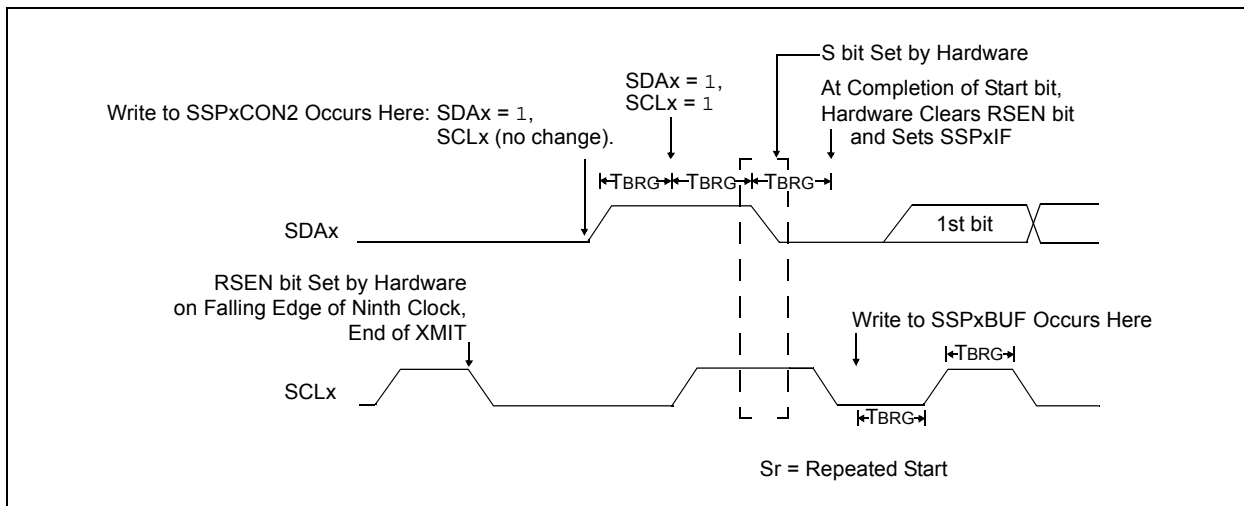 S bit Set by Hardware
SDAx = 1,
SCLx = 1
At Completion of Start bit,
Hardware Clears RSEN bit
and Sets SSPxIF
Write to SSPxCON2 Occurs Here: SDAx = 1,
SCLx (no change).
TBRG
TBRG
TBRG
SDAx
1st bit
RSEN bit Set by Hardware
on Falling Edge of Ninth Clock,
End of XMIT
Write to SSPxBUF Occurs Here
TBRG
SCLx
TBRG
Sr = Repeated Start